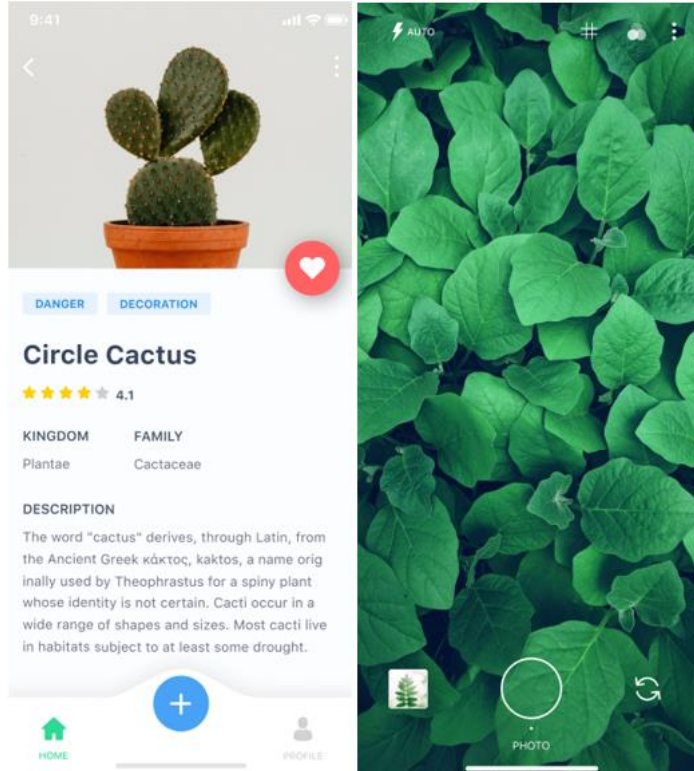 9:41
DANGER DECORATION
Circle Cactus
4.1
KINGDOM FAMILY
Plantae Cactaceae
DESCRIPTION
The word "cactus" derives, through Latin, from
the Ancient Greek κάκτος, kaktos, a name orig
inally used by Theophrastus for a spiny plant
whose identity is not certain. Cacti occur in a
wide range of shapes and sizes. Most cacti live
in habitats subject to at least some drought.
HOME PROFILE
AUTO
PHOTO